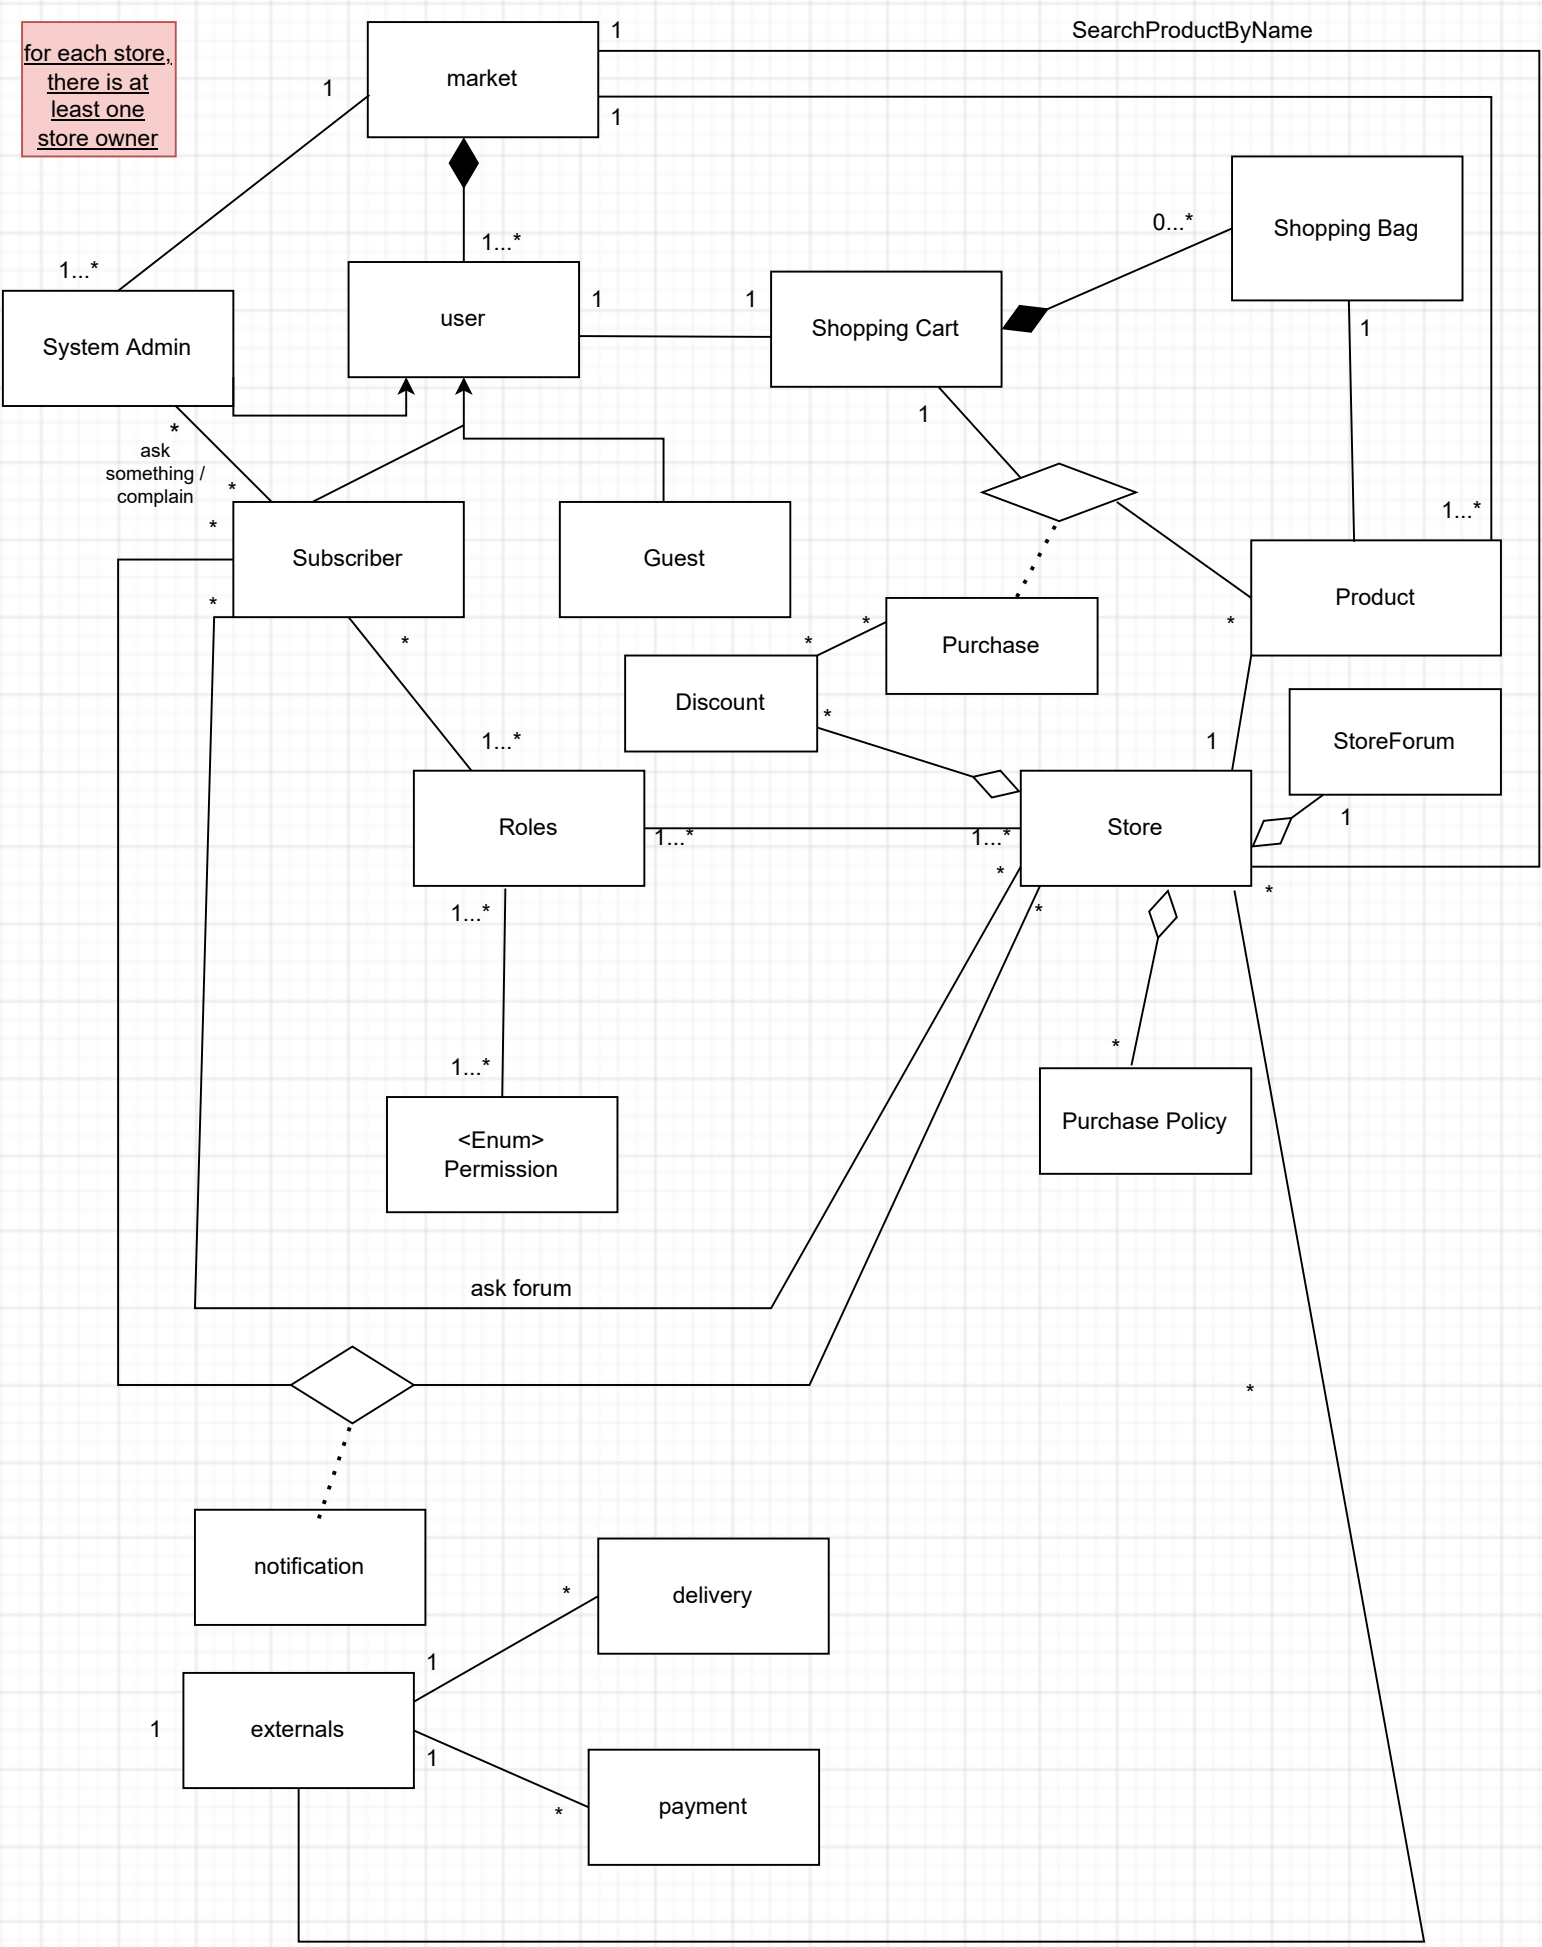 SearchProductByName
1
for each store,
there is at
least one
store owner
market
1
1
1...*
1...*
0...*
Shopping Bag
user
1
1
Shopping Cart
1
System Admin
*
ask
something /
complain
*
1
1...*
*
Subscriber
Guest
Product
*
*
*
*
*
Purchase
Discount
*
1...*
1
StoreForum
Roles
1...*
1...*
Store
1
*
*
*
1...*
*
1...*
<Enum>
Permission
Purchase Policy
ask forum
*
notification
*
delivery
1
externals
1
1
*
payment